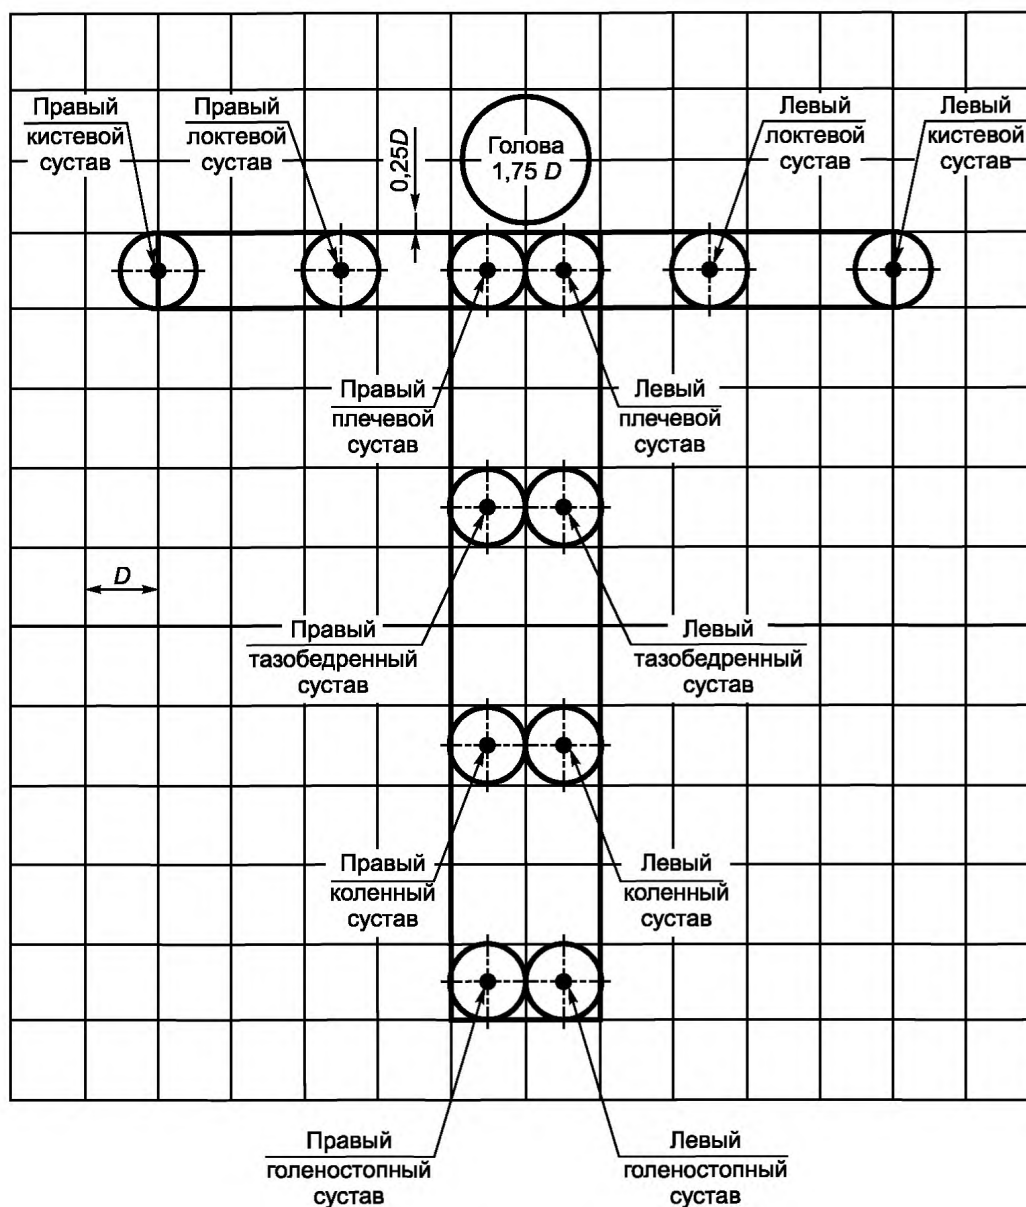 Правый
кистевой
сустав
Правый
локтевой
сустав
0,25D
Голова
1,75 D
Левый
локтевой
сустав
Левый
кистевой
сустав
Правый
плечевой
сустав
Левый
плечевой
сустав
D
Правый
тазобедренный
сустав
Левый
тазобедренный
сустав
Правый
коленный
сустав
Левый
коленный
сустав
Правый
голеностопный
сустав
Левый
голеностопный
сустав